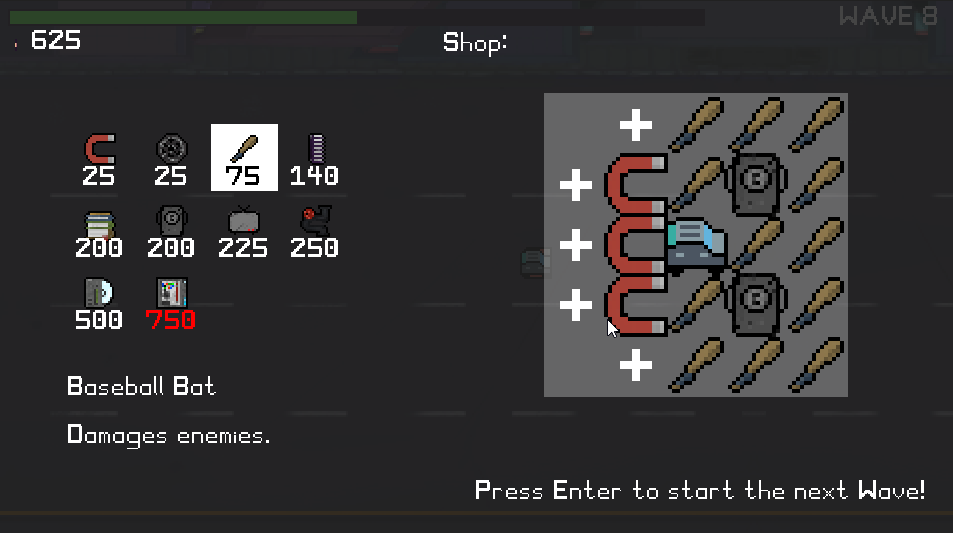 WAVE 8
625
Shop:
25 25 75 140
200 200 225 250
500 750
Baseball Bat
Damages enemies.
Press Enter to start the next Wave!